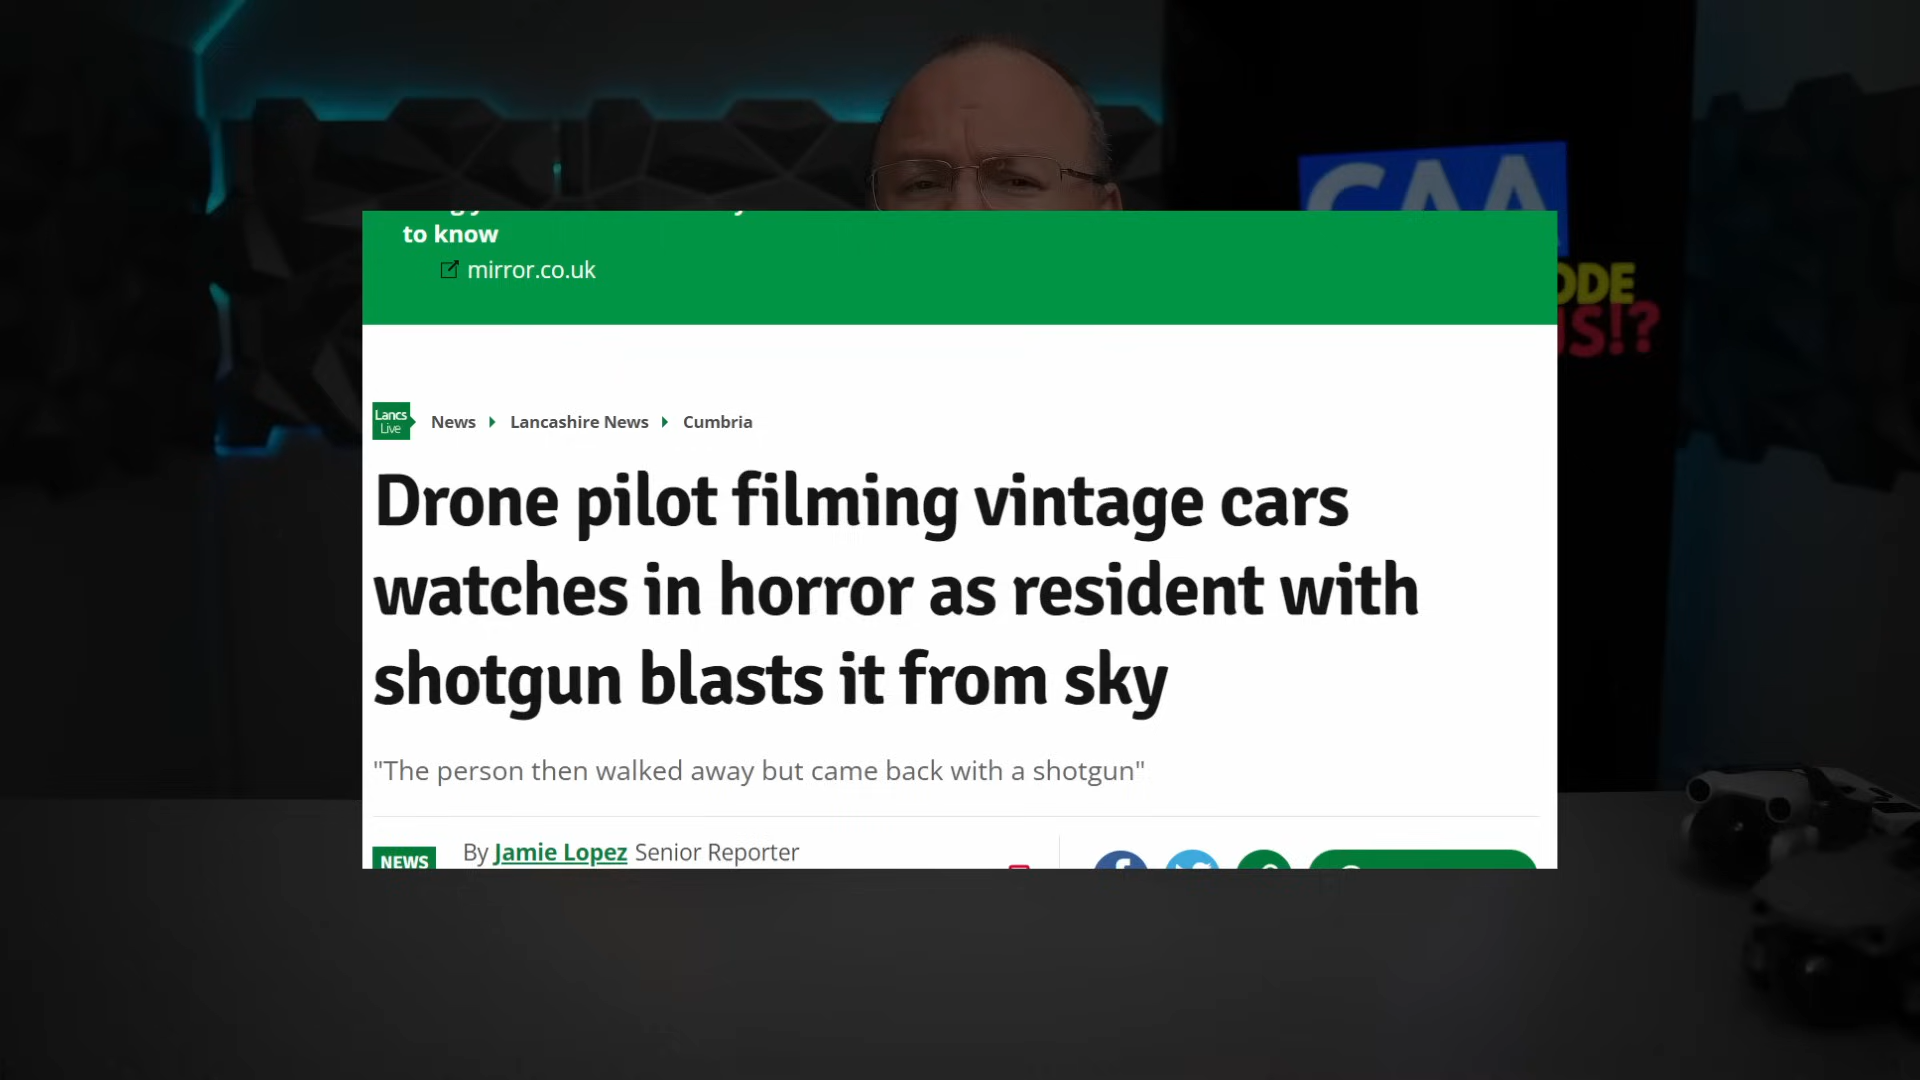 CAA
ODE
S!?
to know
mirror.co.uk
Lancs
Live
News
Lancashire News
Cumbria
Drone pilot filming vintage cars
watches in horror as resident with
shotgun blasts it from sky
"The person then walked away but came back with a shotgun"
NEWS
By Jamie Lopez Senior Reporter